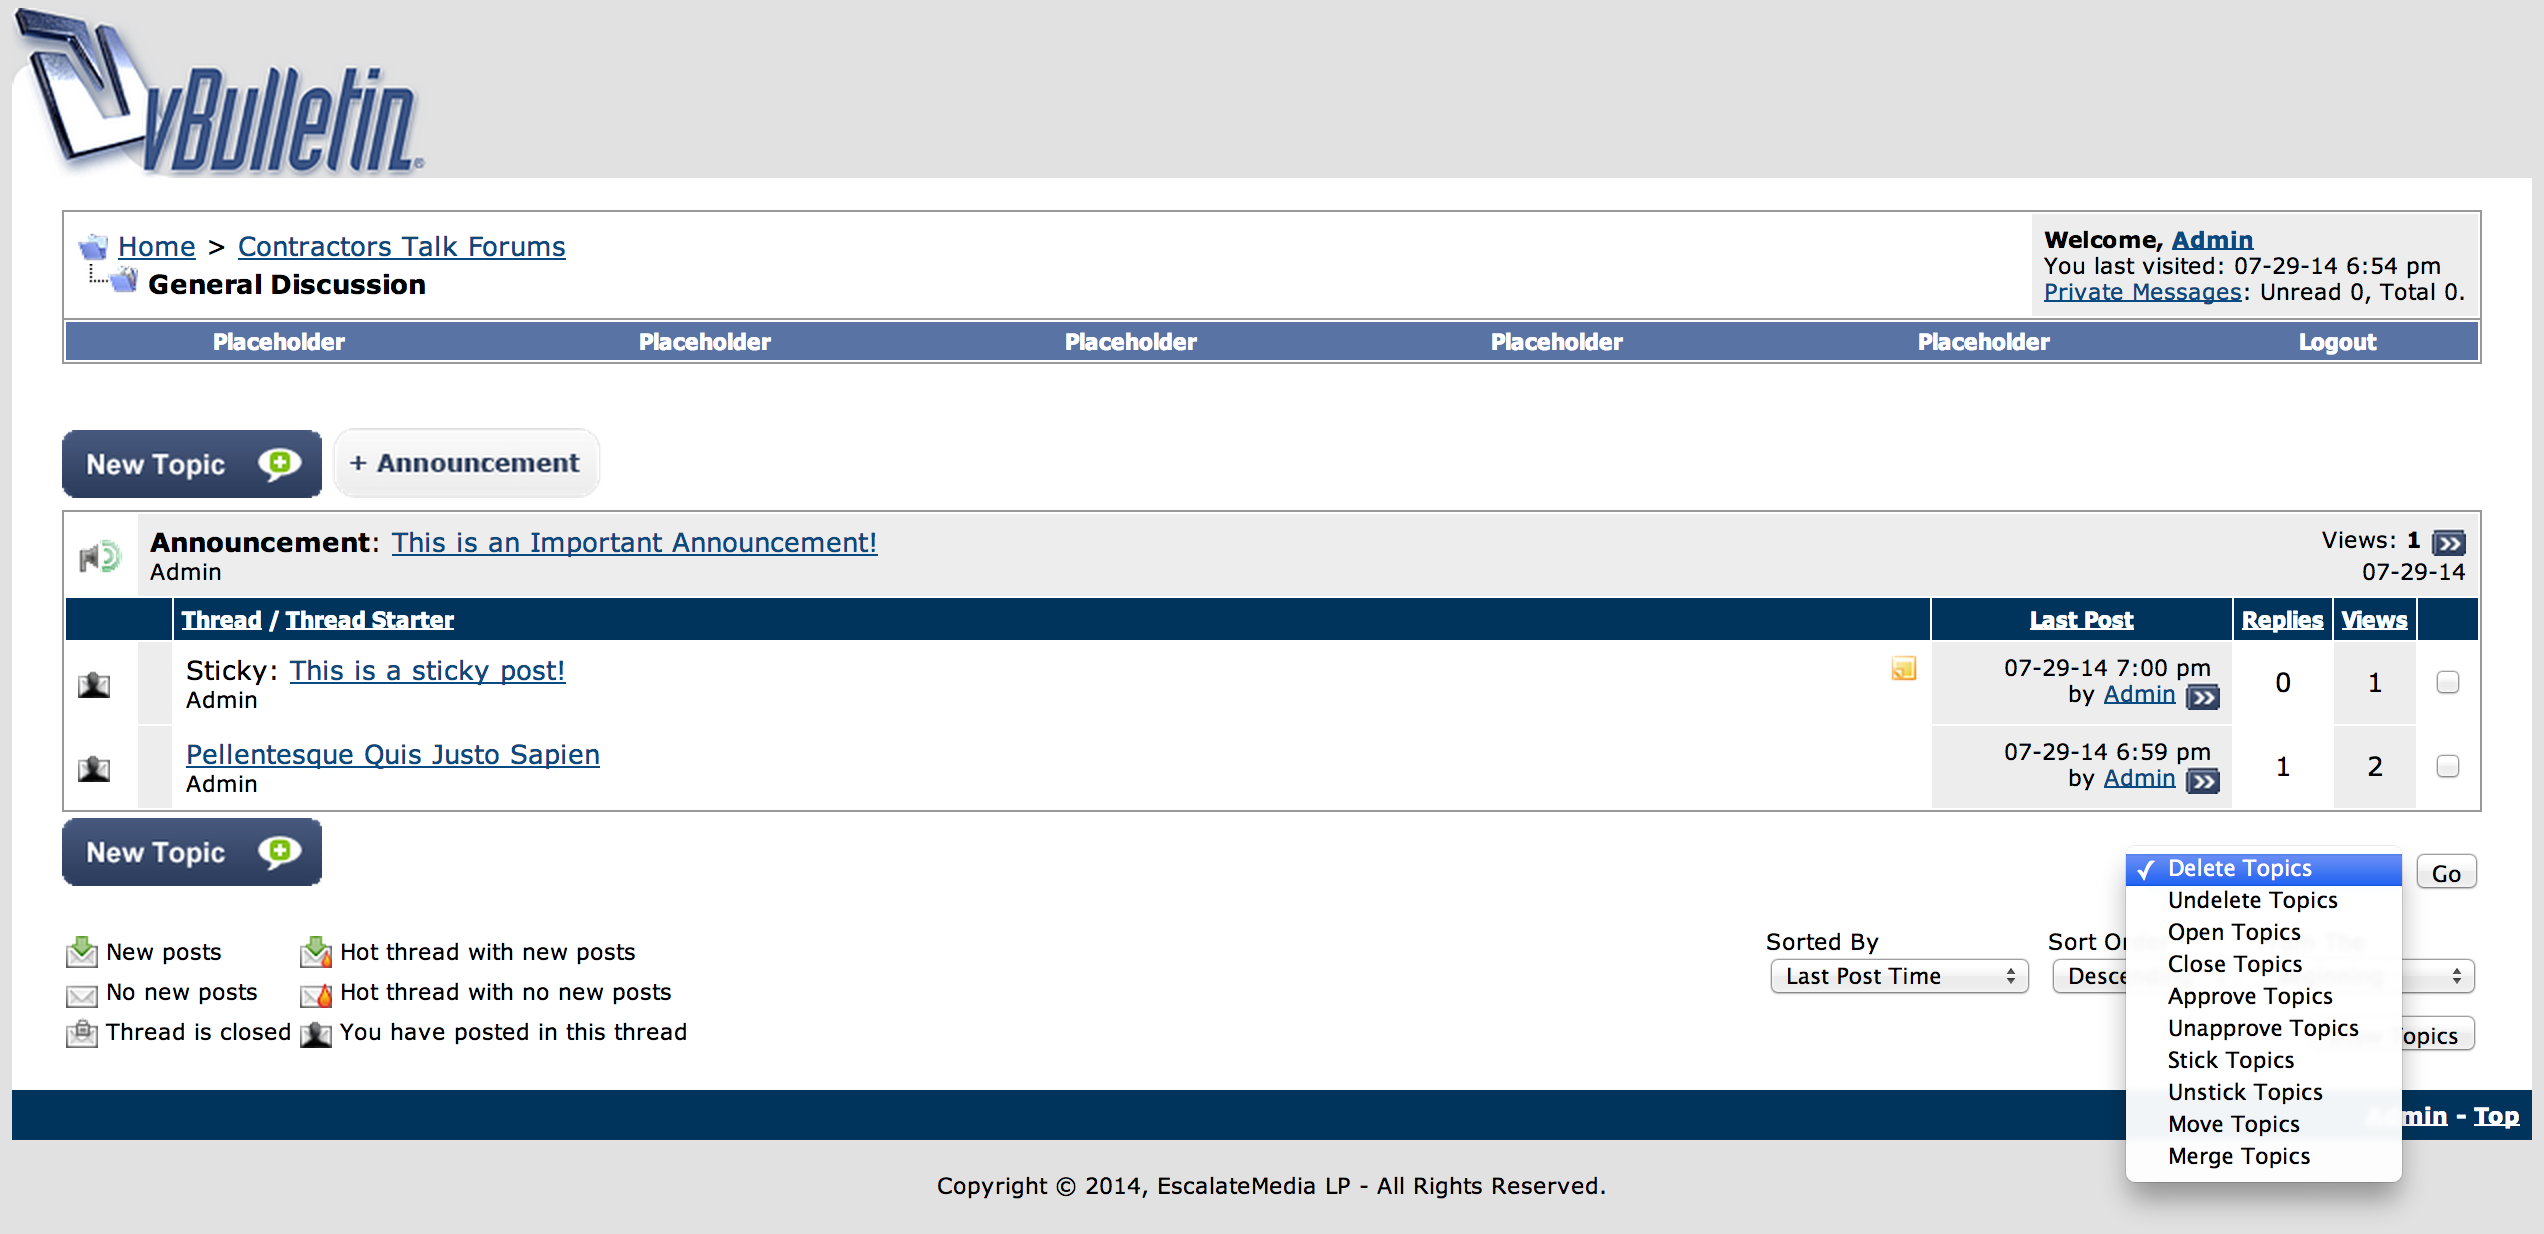 vBulletin®
Home > Contractors Talk Forums
General Discussion
Welcome, Admin
You last visited: 07-29-14 6:54 pm
Private Messages: Unread 0, Total 0.
Placeholder Placeholder Placeholder Placeholder Placeholder Logout
New Topic + Announcement
Announcement: This is an Important Announcement!
Admin
Views: 1
07-29-14
Thread / Thread Starter Last Post Replies Views
Sticky: This is a sticky post!
Admin
07-29-14 7:00 pm
by Admin
0 1
Pellentesque Quis Justo Sapien
Admin
07-29-14 6:59 pm
by Admin
1 2
New Topic
✓ Delete Topics
Undelete Topics
Open Topics
Close Topics
Approve Topics
Unapprove Topics
Stick Topics
Unstick Topics
Move Topics
Merge Topics
Go
New posts Hot thread with new posts
No new posts Hot thread with no new posts
Thread is closed You have posted in this thread
Sorted By Sort Or
Last Post Time Desce
opics
Admin - Top
Copyright © 2014, EscalateMedia LP - All Rights Reserved.